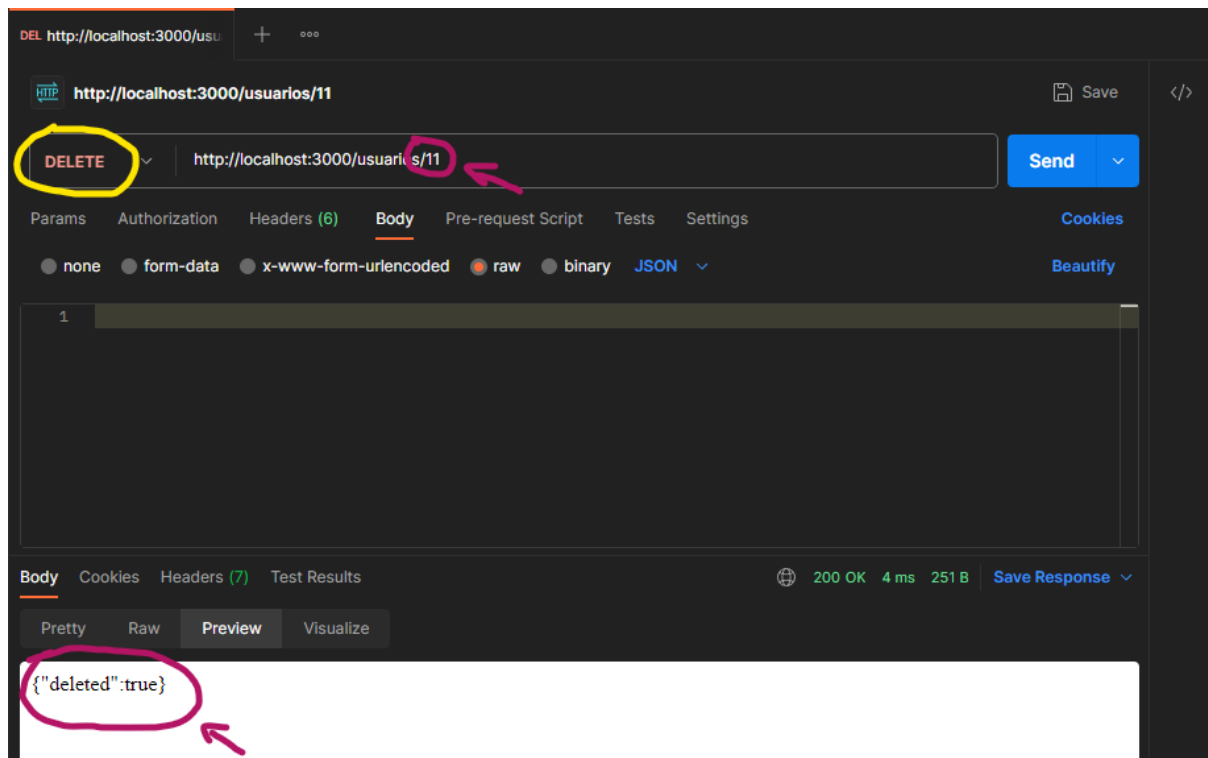 DEL http://localhost:3000/usu
HTTP http://localhost:3000/usuarios/11 Save </>
DELETE http://localhost:3000/usuarios/11 Send
Params Authorization Headers (6) Body Pre-request Script Tests Settings Cookies
none form-data x-www-form-urlencoded raw binary JSON Beautify
1
Body Cookies Headers (7) Test Results 200 OK 4 ms 251 B Save Response
Pretty Raw Preview Visualize
{"deleted":true}